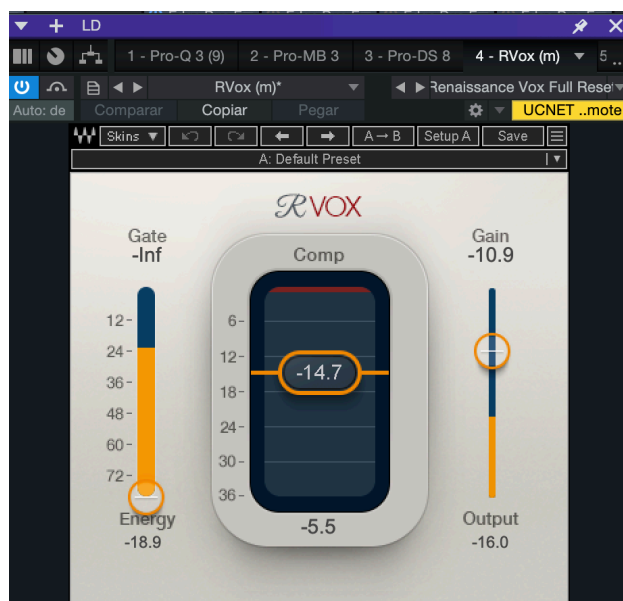 LD
1 - Pro-Q 3 (9) 2 - Pro-MB 3 3 - Pro-DS 8 4 - RVox (m) 5 ..
RVox (m)* Renaissance Vox Full Reset
Auto: de Comparar Copiar Pegar UCNET ..mote
Skins A→B Setup A Save
A: Default Preset
RVOX
Gate Comp Gain
-Inf -10.9
12
24
36
48
60
72
6
12
18
24
30
36
-14.7
Energy -5.5 Output
-18.9 -16.0